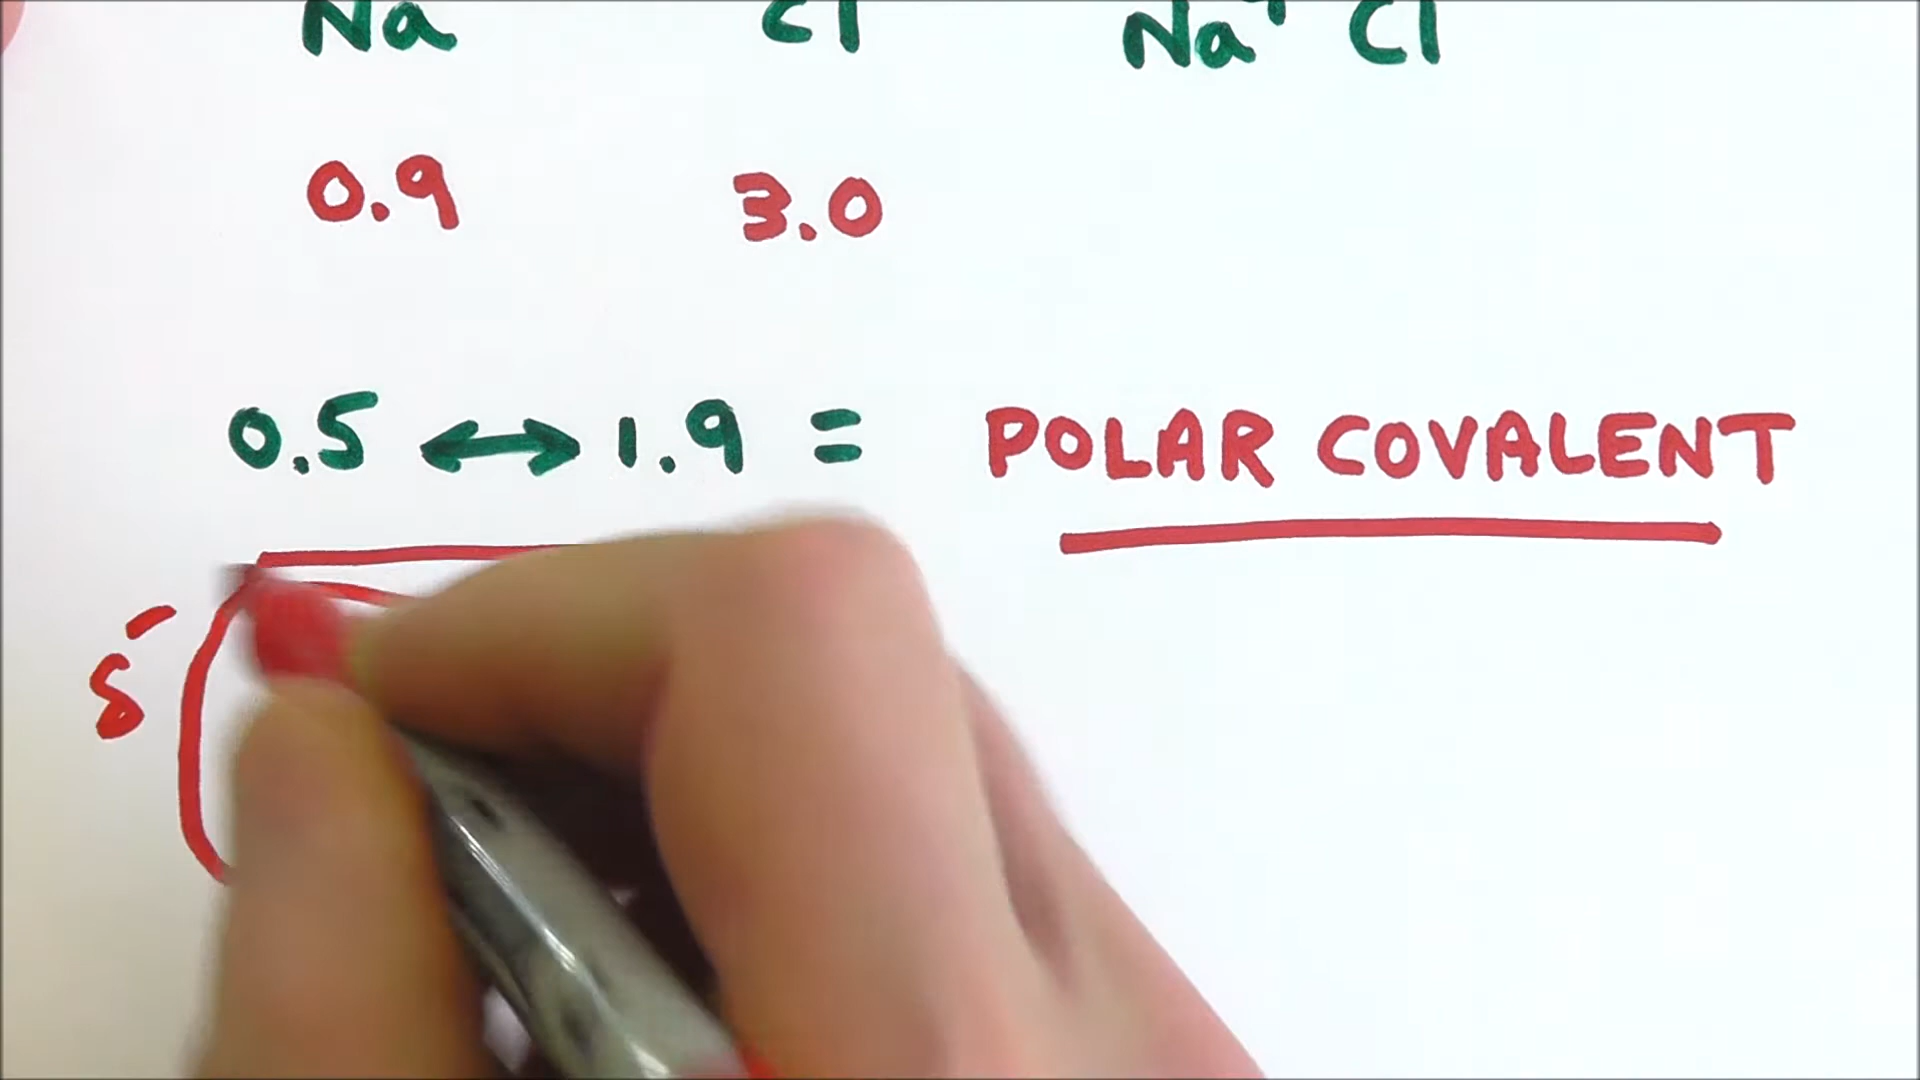 Na Cl Na⁺ Cl
0.9 3.0
0.5 ↔ 1.9 = POLAR COVALENT
δ⁻